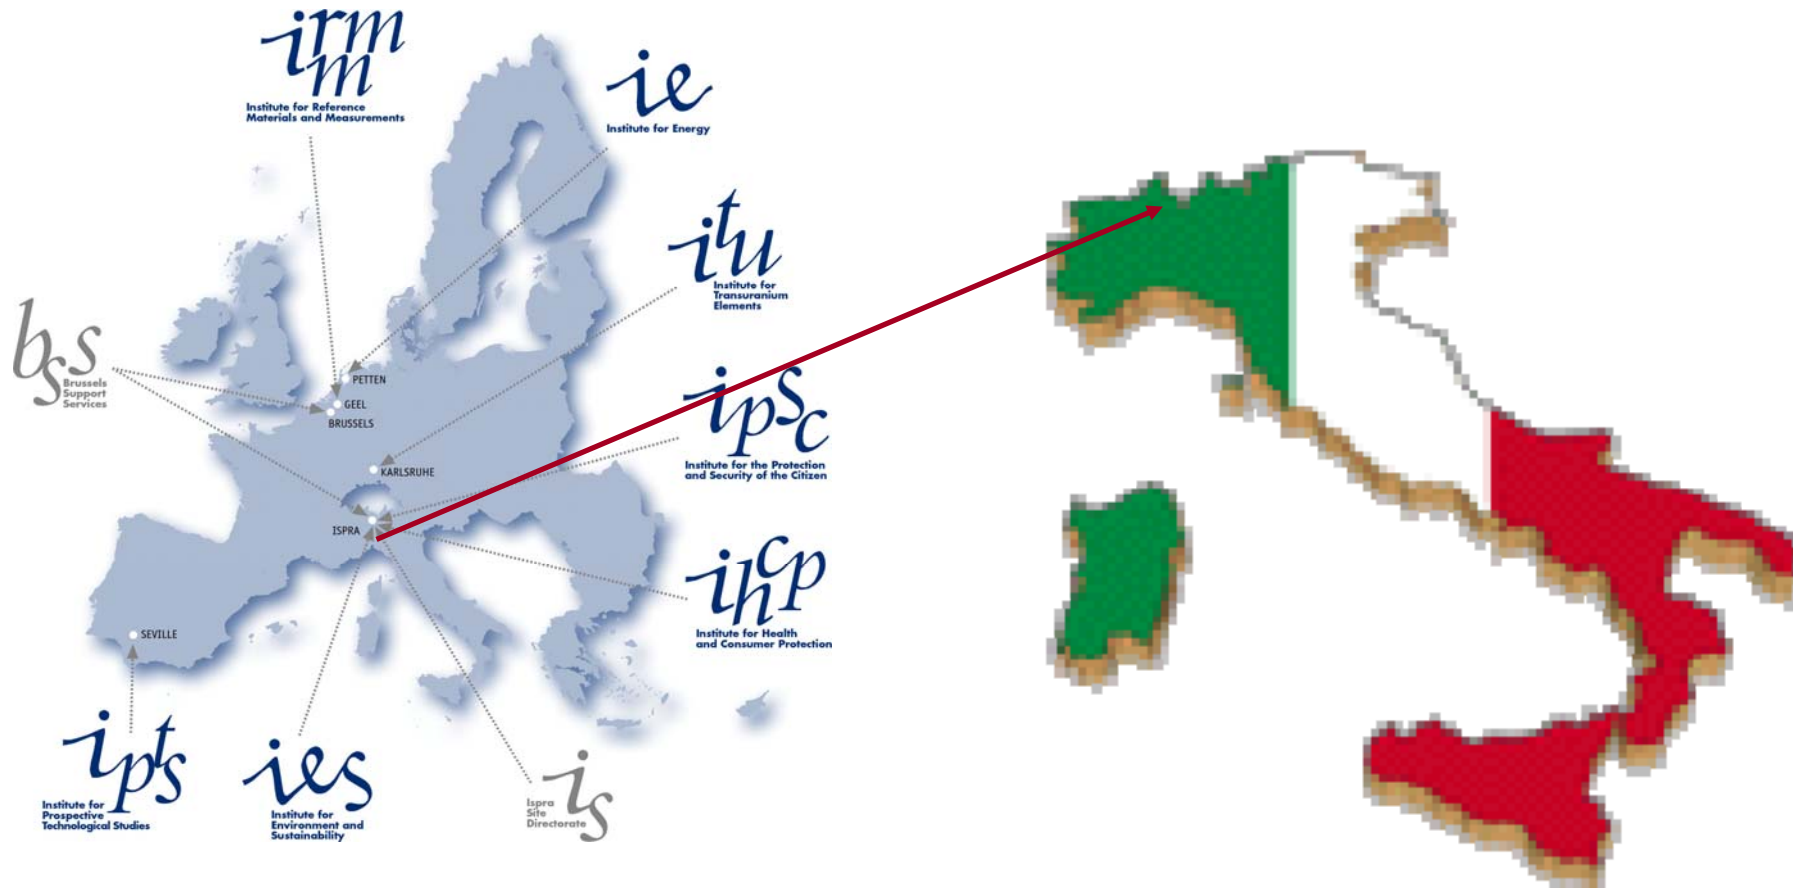 irm
m
Institute for Reference
Materials and Measurements
ie
Institute for Energy
itu
Institute for
Transuranium
Elements
bss
Brussels
Support
Services
PETTEN
GEEL
BRUSSELS
KARLSRUHE
ISPRA
SEVILLE
ipsc
Institute for the Protection
and Security of the Citizen
ihcp
Institute for Health
and Consumer Protection
ipts
Institute for
Prospective
Technological Studies
ies
Institute for
Environment and
Sustainability
is
Ispra
Site
Directorate